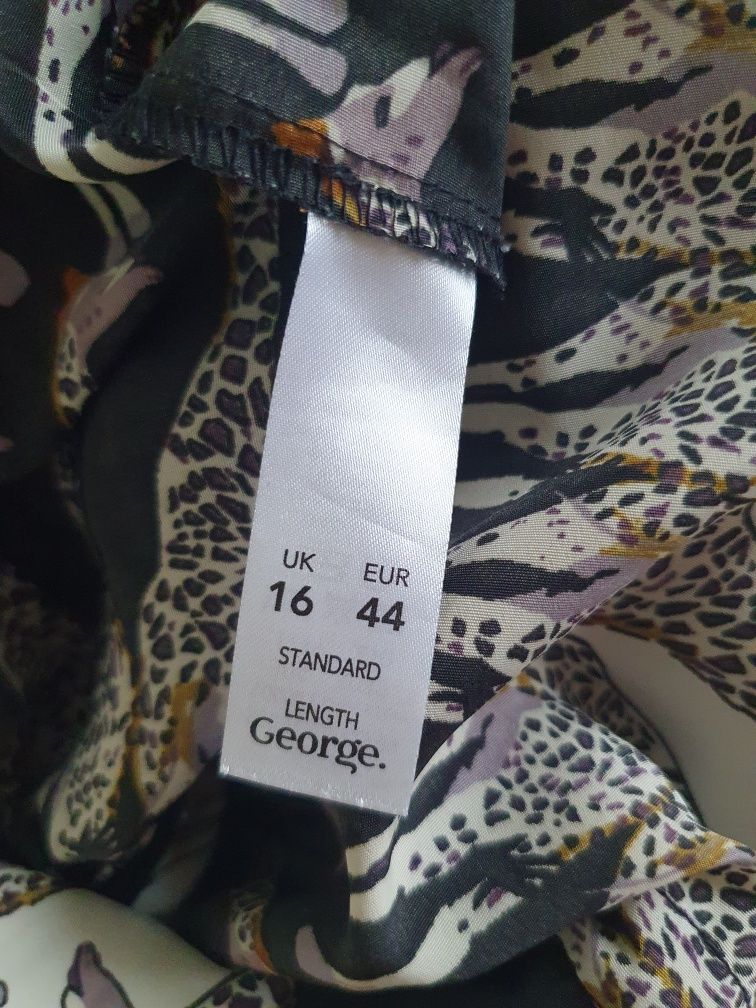 UK EUR
16 44
STANDARD
LENGTH
George.